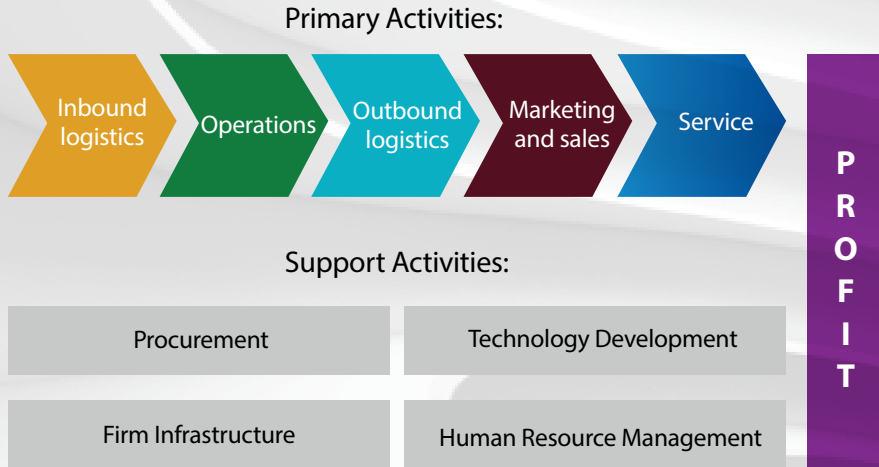 Primary Activities:
Inbound
logistics
Operations
Outbound
logistics
Marketing
and sales
Service
PROFIT
Support Activities:
Procurement
Technology Development
Firm Infrastructure
Human Resource Management